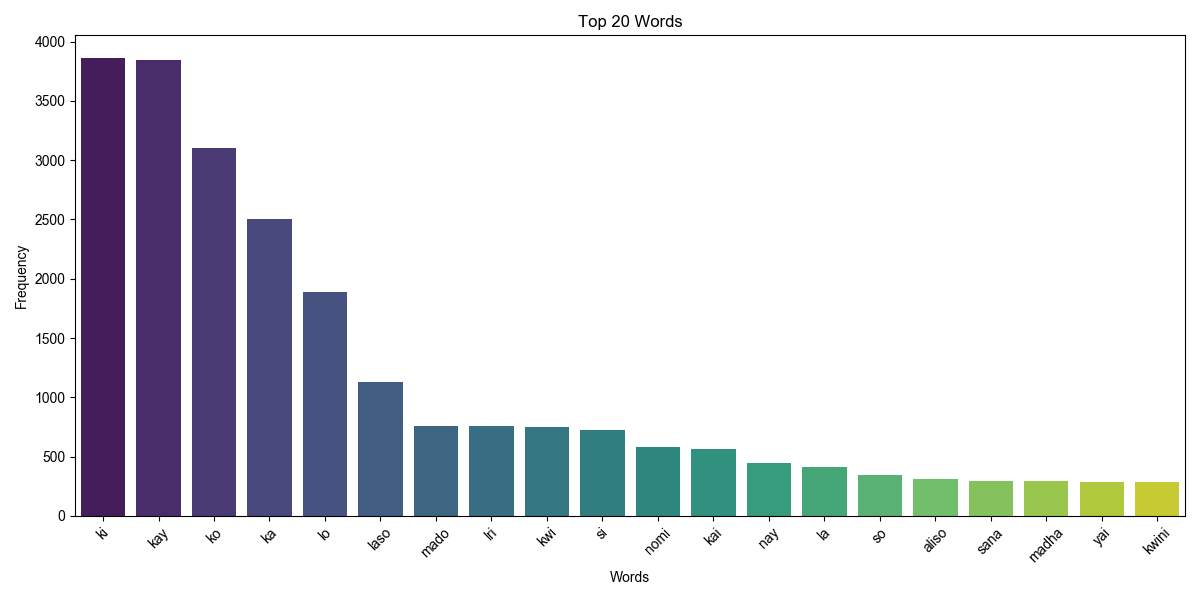 Top 20 Words
Frequency
4000
3500
3000
2500
2000
1500
1000
500
0
ki kay ko ka lo laso mado lri kwi si nomi kai nay la so aliso sana madha yai kwini
Words